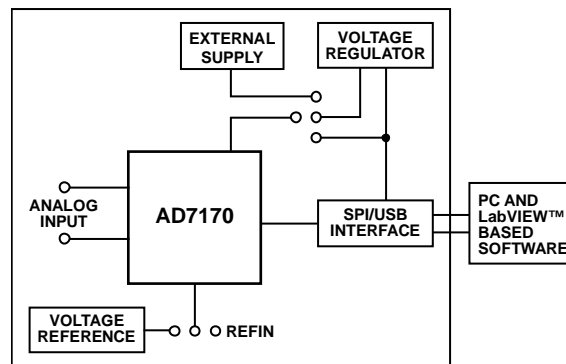 EXTERNAL
SUPPLY
VOLTAGE
REGULATOR
ANALOG
INPUT
AD7170
SPI/USB
INTERFACE
PC AND
LabVIEW™
BASED
SOFTWARE
VOLTAGE
REFERENCE
REFIN